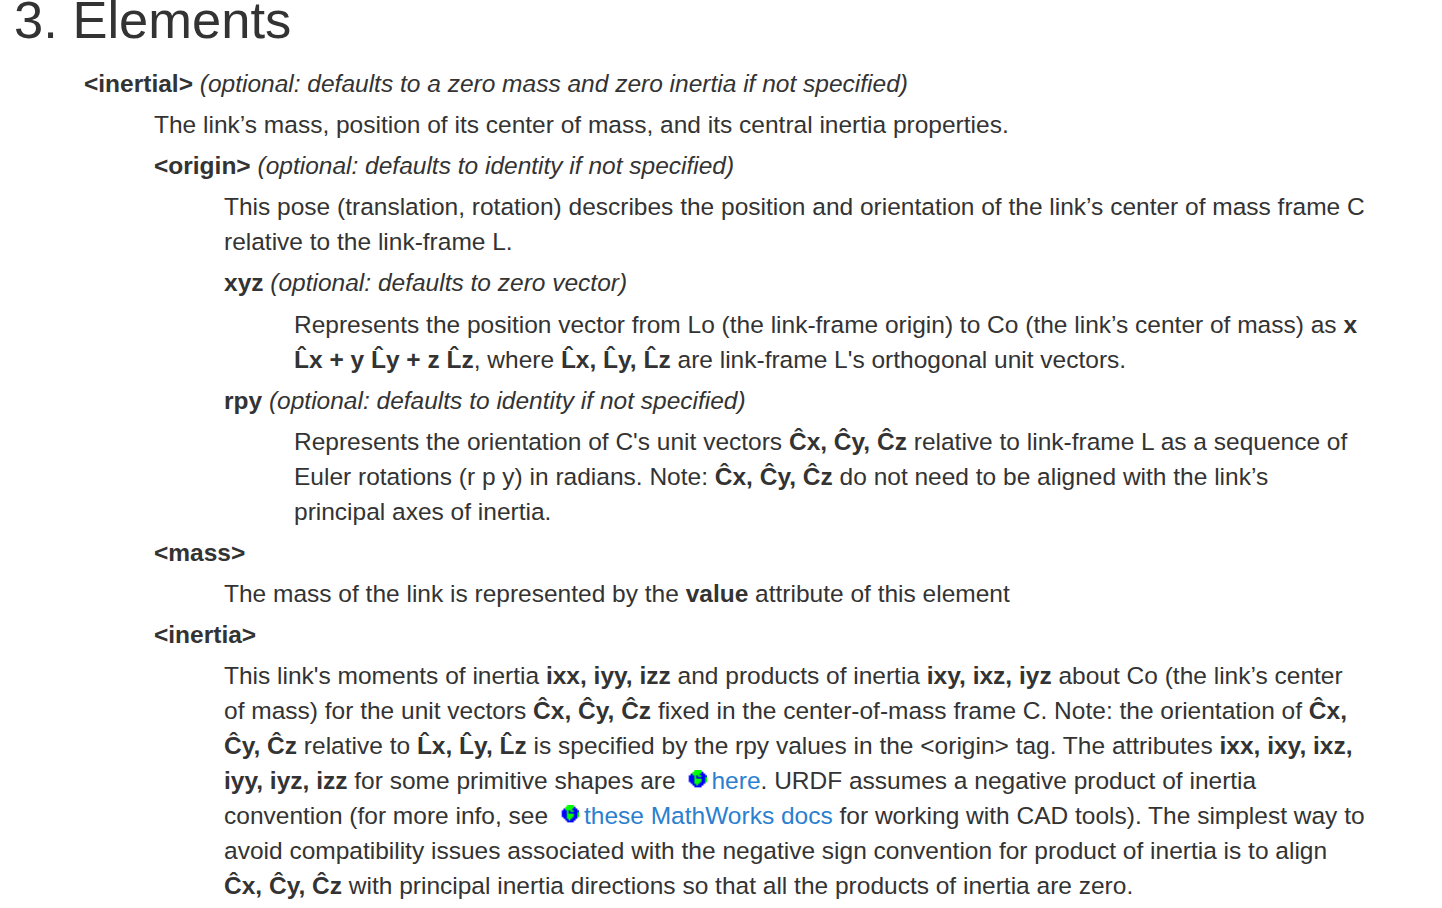 3. Elements
<inertial> (optional: defaults to a zero mass and zero inertia if not specified)
The link’s mass, position of its center of mass, and its central inertia properties.
<origin> (optional: defaults to identity if not specified)
This pose (translation, rotation) describes the position and orientation of the link’s center of mass frame C
relative to the link-frame L.
xyz (optional: defaults to zero vector)
Represents the position vector from Lo (the link-frame origin) to Co (the link’s center of mass) as x
L̂x + y L̂y + z L̂z, where L̂x, L̂y, L̂z are link-frame L's orthogonal unit vectors.
rpy (optional: defaults to identity if not specified)
Represents the orientation of C's unit vectors Ĉx, Ĉy, Ĉz relative to link-frame L as a sequence of
Euler rotations (r p y) in radians. Note: Ĉx, Ĉy, Ĉz do not need to be aligned with the link’s
principal axes of inertia.
<mass>
The mass of the link is represented by the value attribute of this element
<inertia>
This link's moments of inertia ixx, iyy, izz and products of inertia ixy, ixz, iyz about Co (the link’s center
of mass) for the unit vectors Ĉx, Ĉy, Ĉz fixed in the center-of-mass frame C. Note: the orientation of Ĉx,
Ĉy, Ĉz relative to L̂x, L̂y, L̂z is specified by the rpy values in the <origin> tag. The attributes ixx, ixy, ixz,
iyy, iyz, izz for some primitive shapes are here. URDF assumes a negative product of inertia
convention (for more info, see these MathWorks docs for working with CAD tools). The simplest way to
avoid compatibility issues associated with the negative sign convention for product of inertia is to align
Ĉx, Ĉy, Ĉz with principal inertia directions so that all the products of inertia are zero.